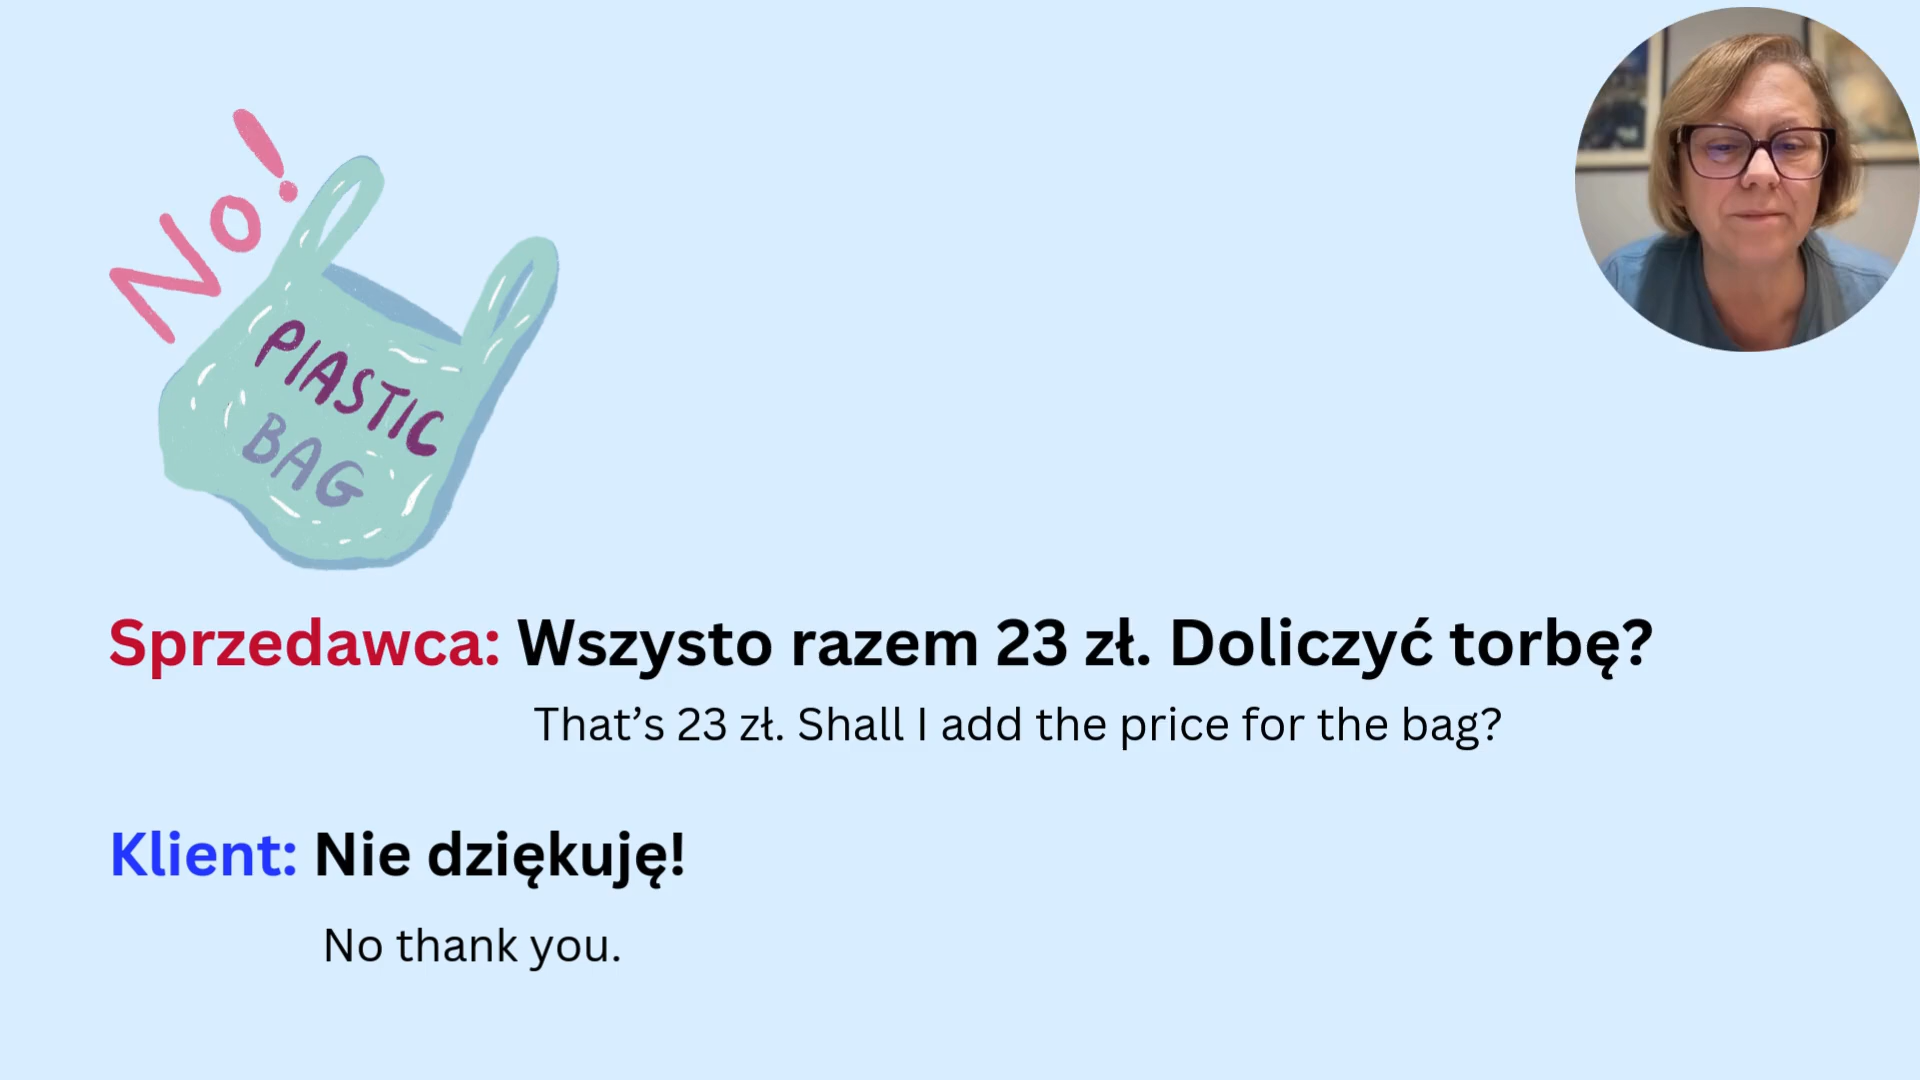 No!
PlASTIC
BAG
Sprzedawca: Wszysto razem 23 zł. Doliczyć torbę?
That’s 23 zł. Shall I add the price for the bag?
Klient: Nie dziękuję!
No thank you.